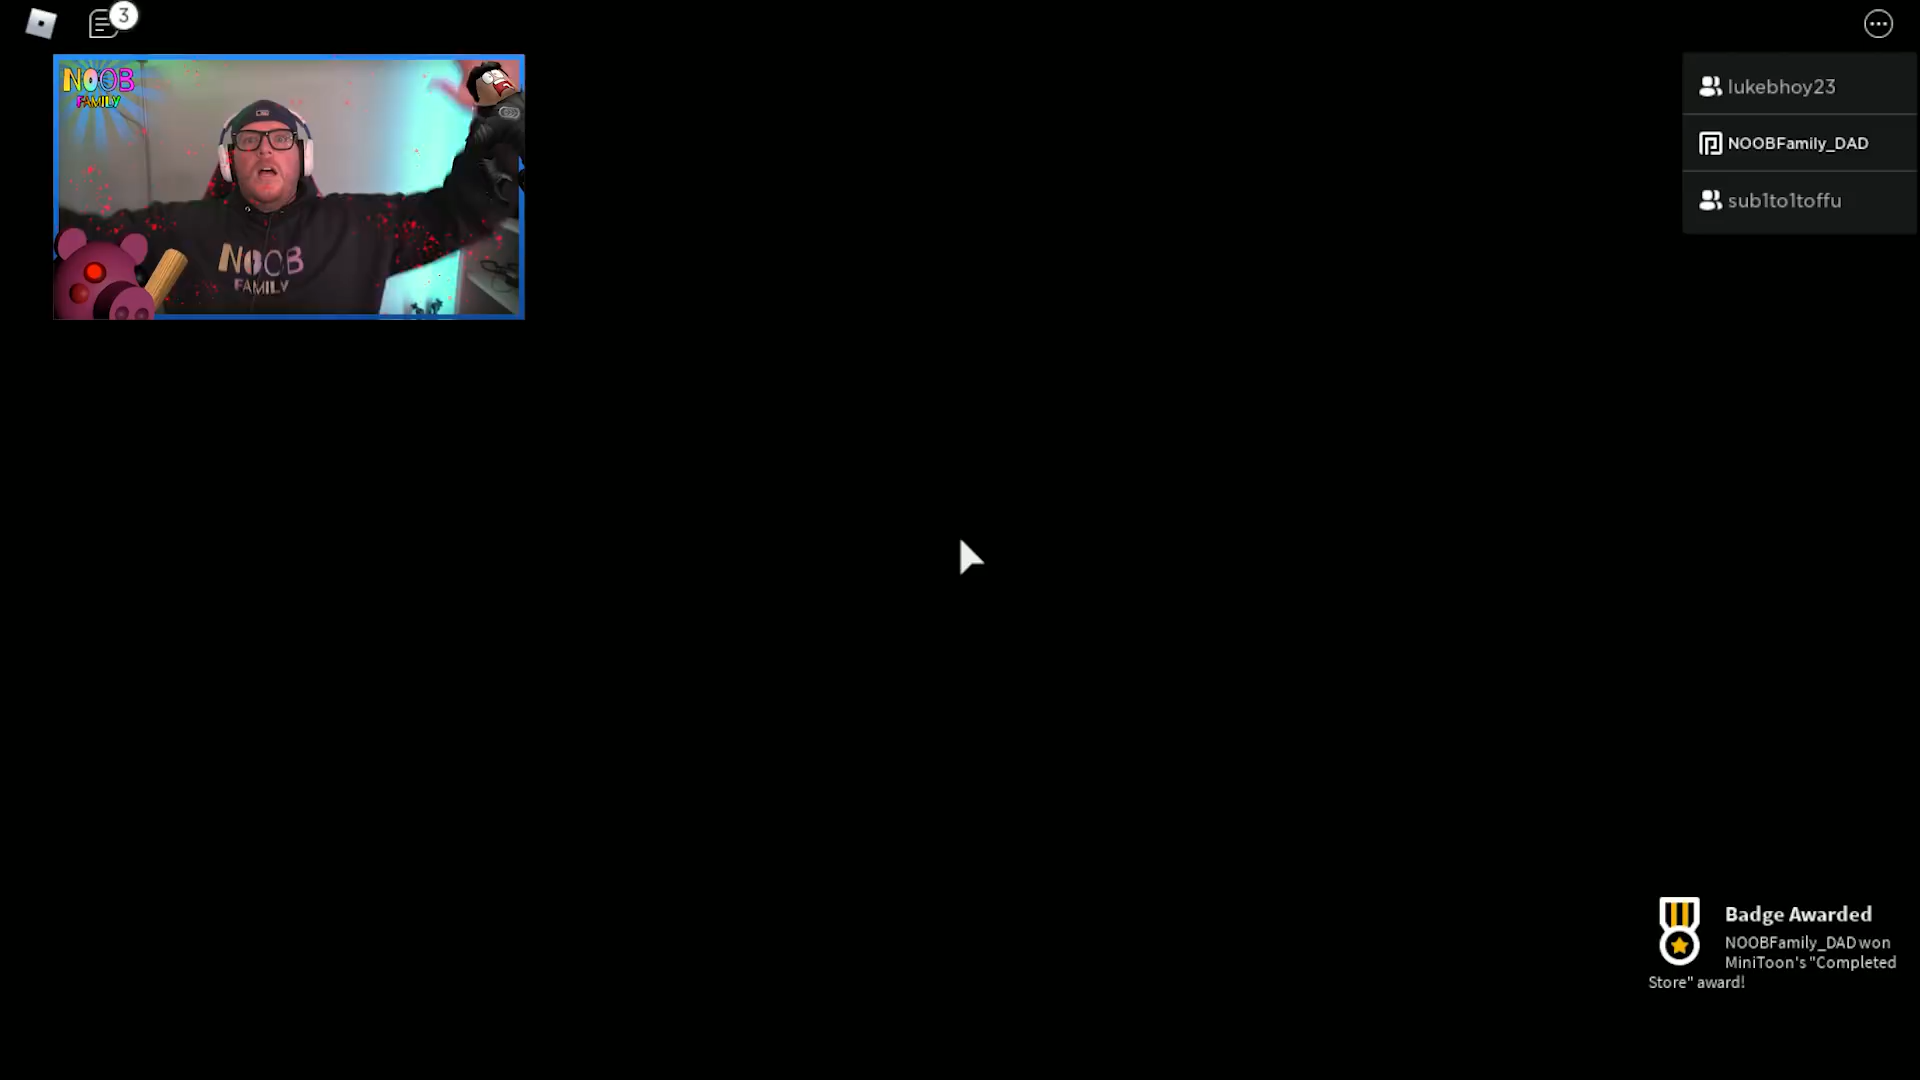 3
NOOB
FAMILY
NOOB
FAMILY
lukebhoy23
NOOBFamily_DAD
sub1to1toffu
Badge Awarded
NOOBFamily_DAD won
MiniToon's "Completed
Store" award!